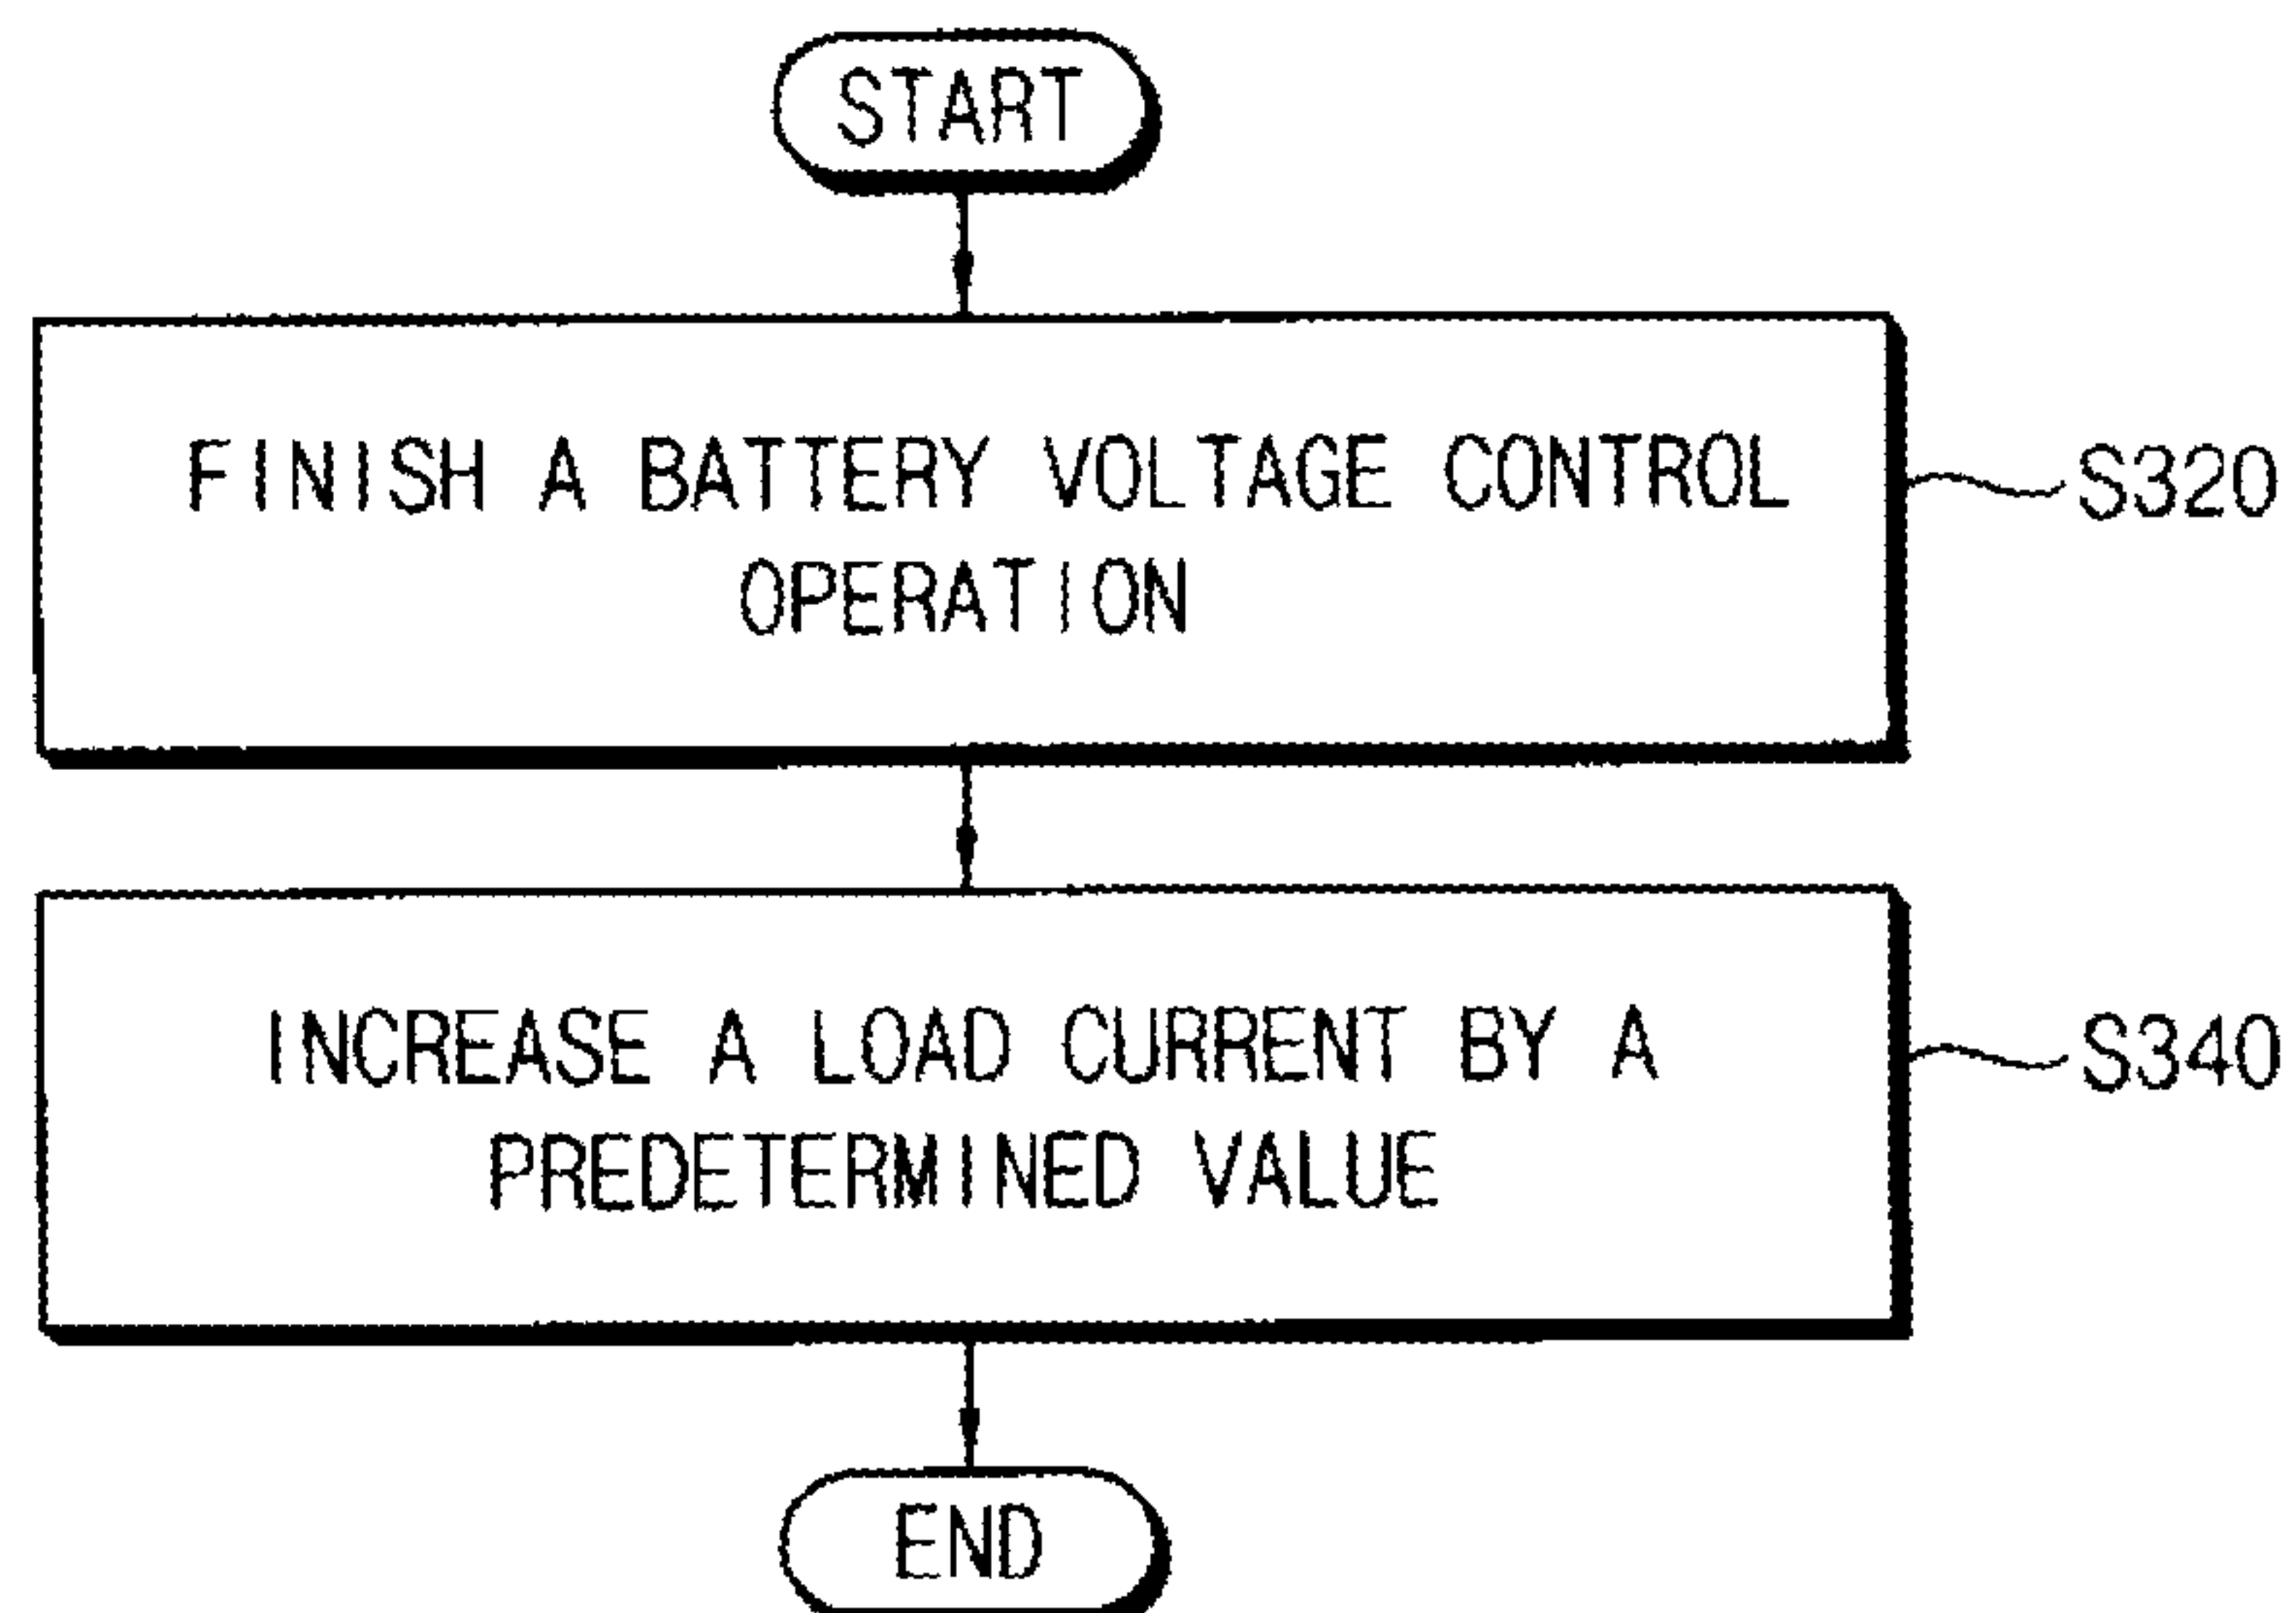 START
FINISH A BATTERY VOLTAGE CONTROL
OPERATION
S320
INCREASE A LOAD CURRENT BY A
PREDETERMINED VALUE
S340
END